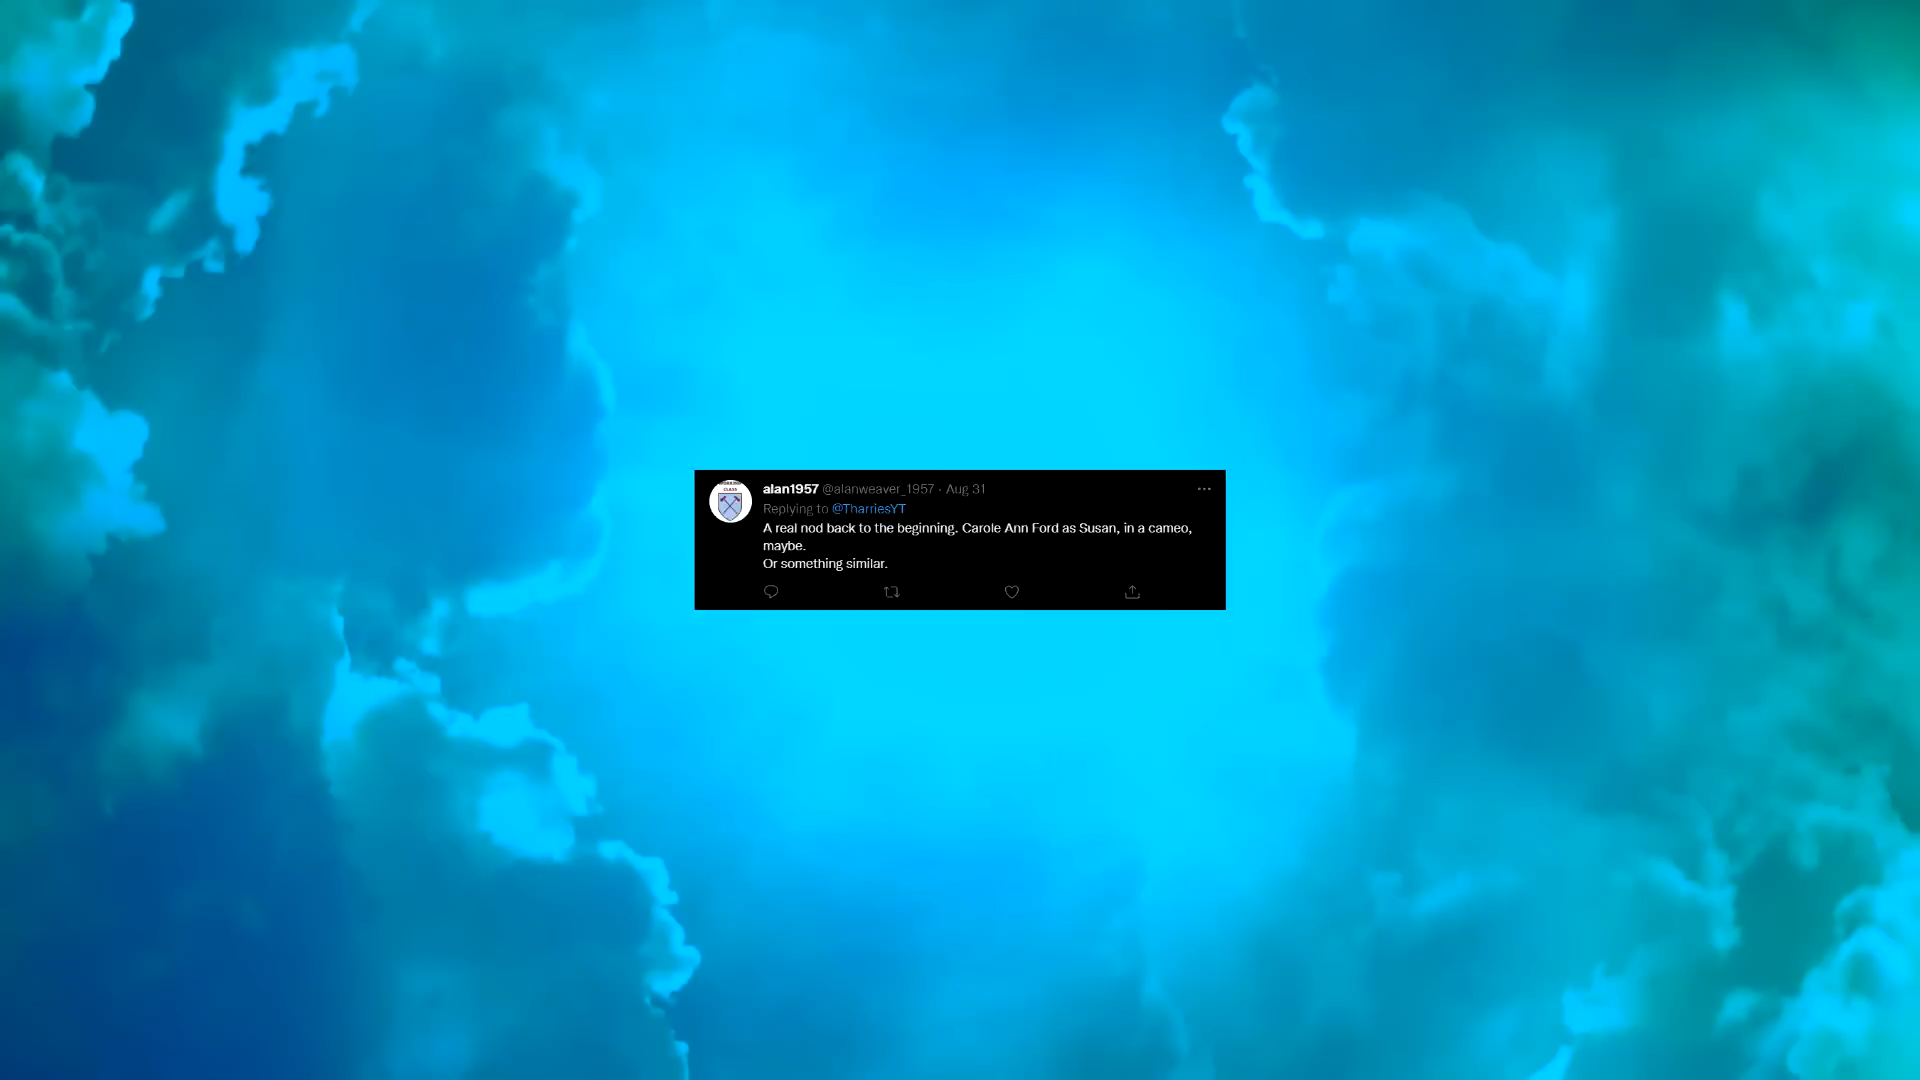 alan1957 @alanweaver_1957 · Aug 31
Replying to @TharriesYT
A real nod back to the beginning. Carole Ann Ford as Susan, in a cameo,
maybe.
Or something similar.
CLASS